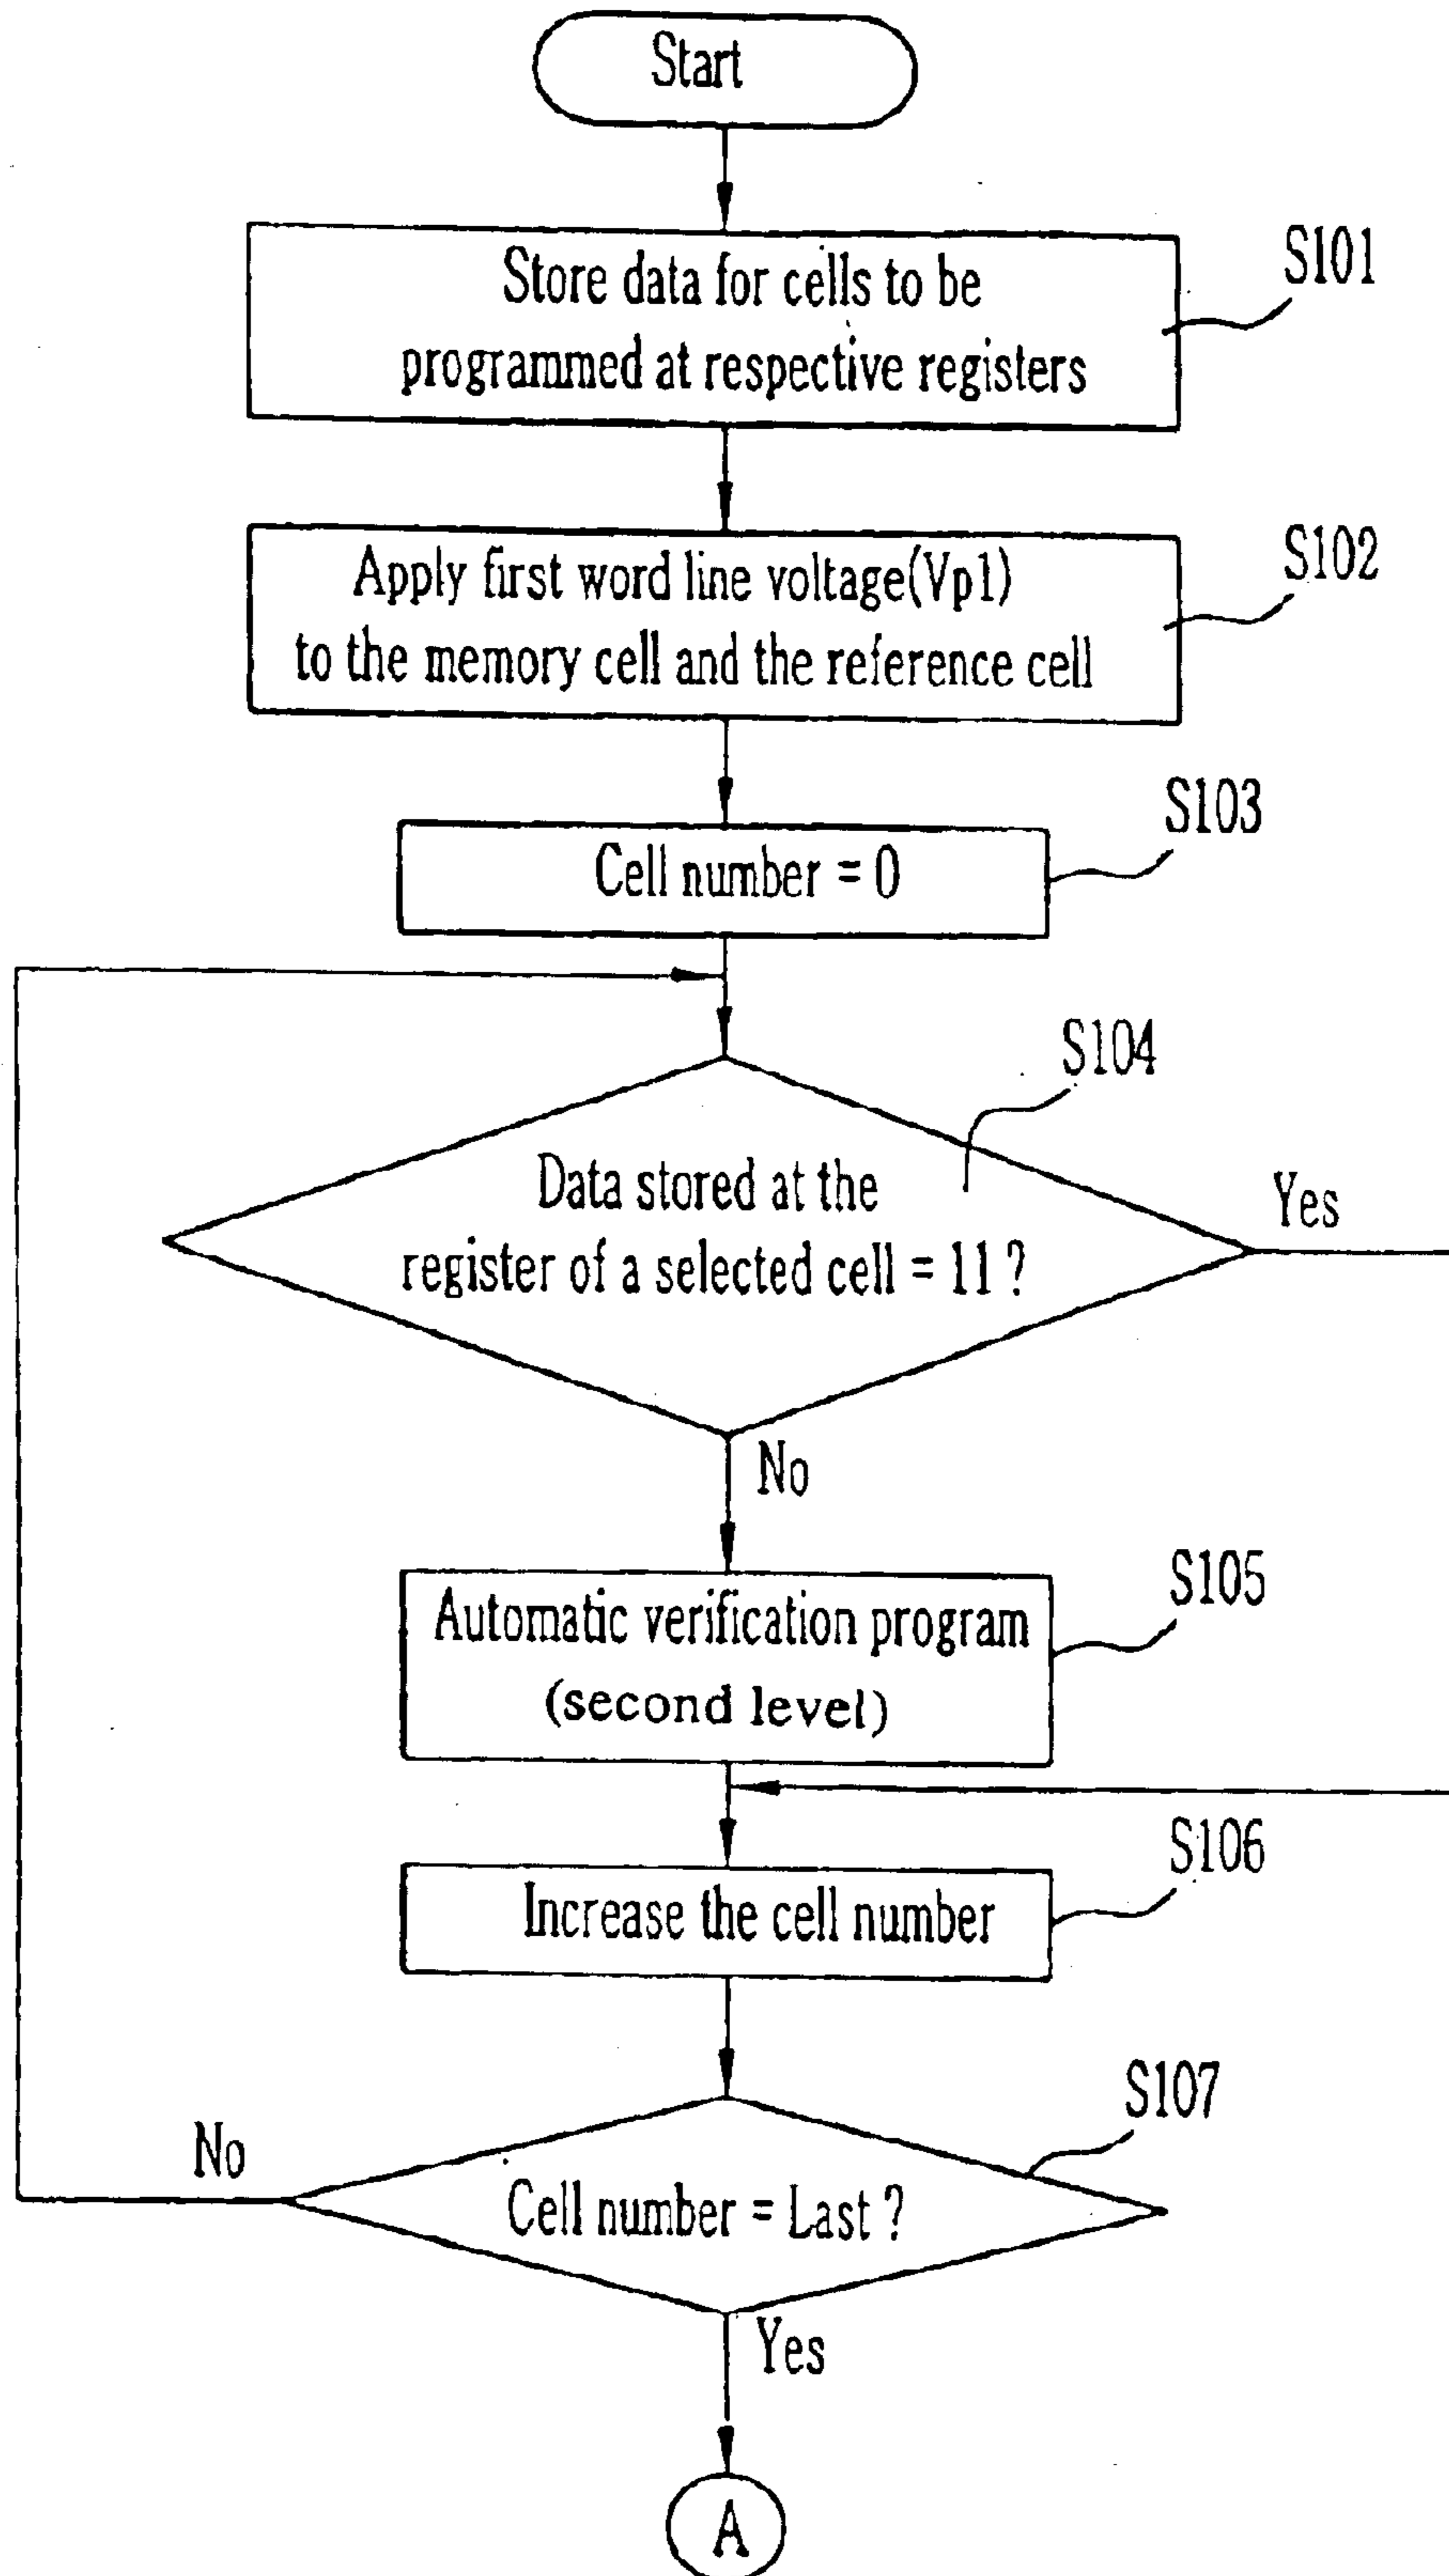 Start
Store data for cells to be
programmed at respective registers
S101
Apply first word line voltage(Vp1)
to the memory cell and the reference cell
S102
Cell number = 0
S103
S104
Data stored at the
register of a selected cell = 11 ?
Yes
No
Automatic verification program
(second level)
S105
Increase the cell number
S106
S107
No
Cell number = Last ?
Yes
A